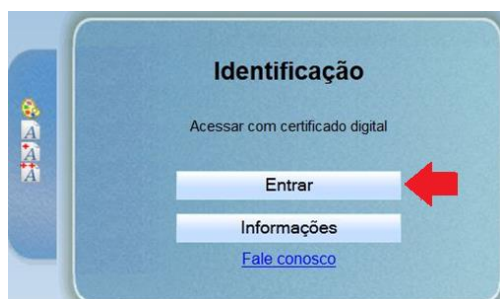 Identificação
Acessar com certificado digital
Entrar
Informações
Fale conosco
A
A
A